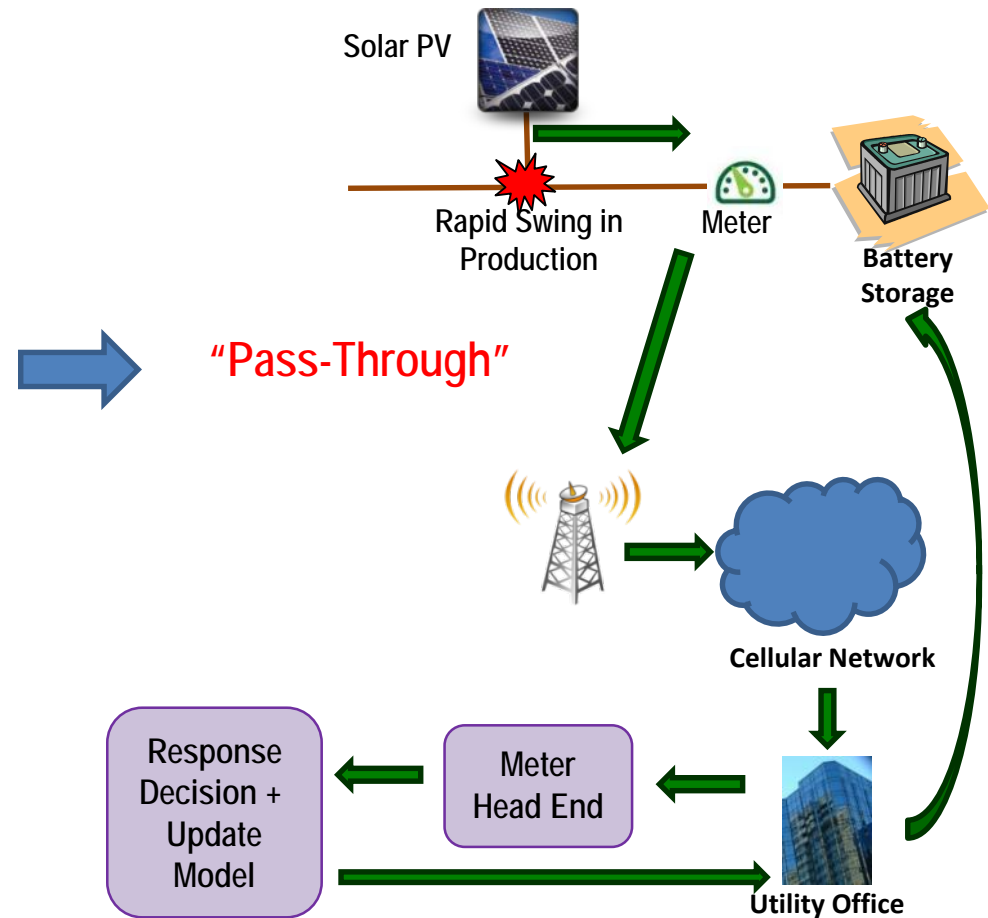 Solar PV
Rapid Swing in
Production
Meter
Battery
Storage
“Pass-Through”
Cellular Network
Response
Decision +
Update
Model
Meter
Head End
Utility Office